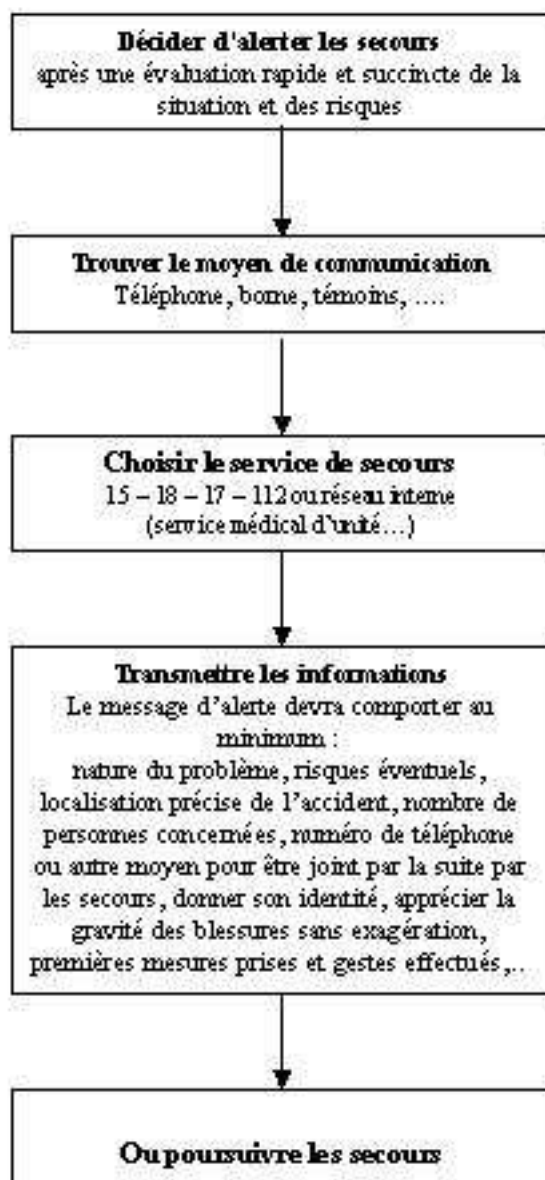 Décider d'alerter les secours
après une évaluation rapide et succincte de la
situation et des risques
Trouver le moyen de communication
Téléphone, borne, témoins, ….
Choisir le service de secours
15 – 18 – 17 – 112 ou réseau interne
(service médical d’unité…)
Transmettre les informations
Le message d’alerte devra comporter au
minimum :
nature du problème, risques éventuels,
localisation précise de l’accident, nombre de
personnes concernées, numéro de téléphone
ou autre moyen pour être joint par la suite par
les secours, donner son identité, apprécier la
gravité des blessures sans exagération,
premières mesures prises et gestes effectués,..
Ou poursuivre les secours